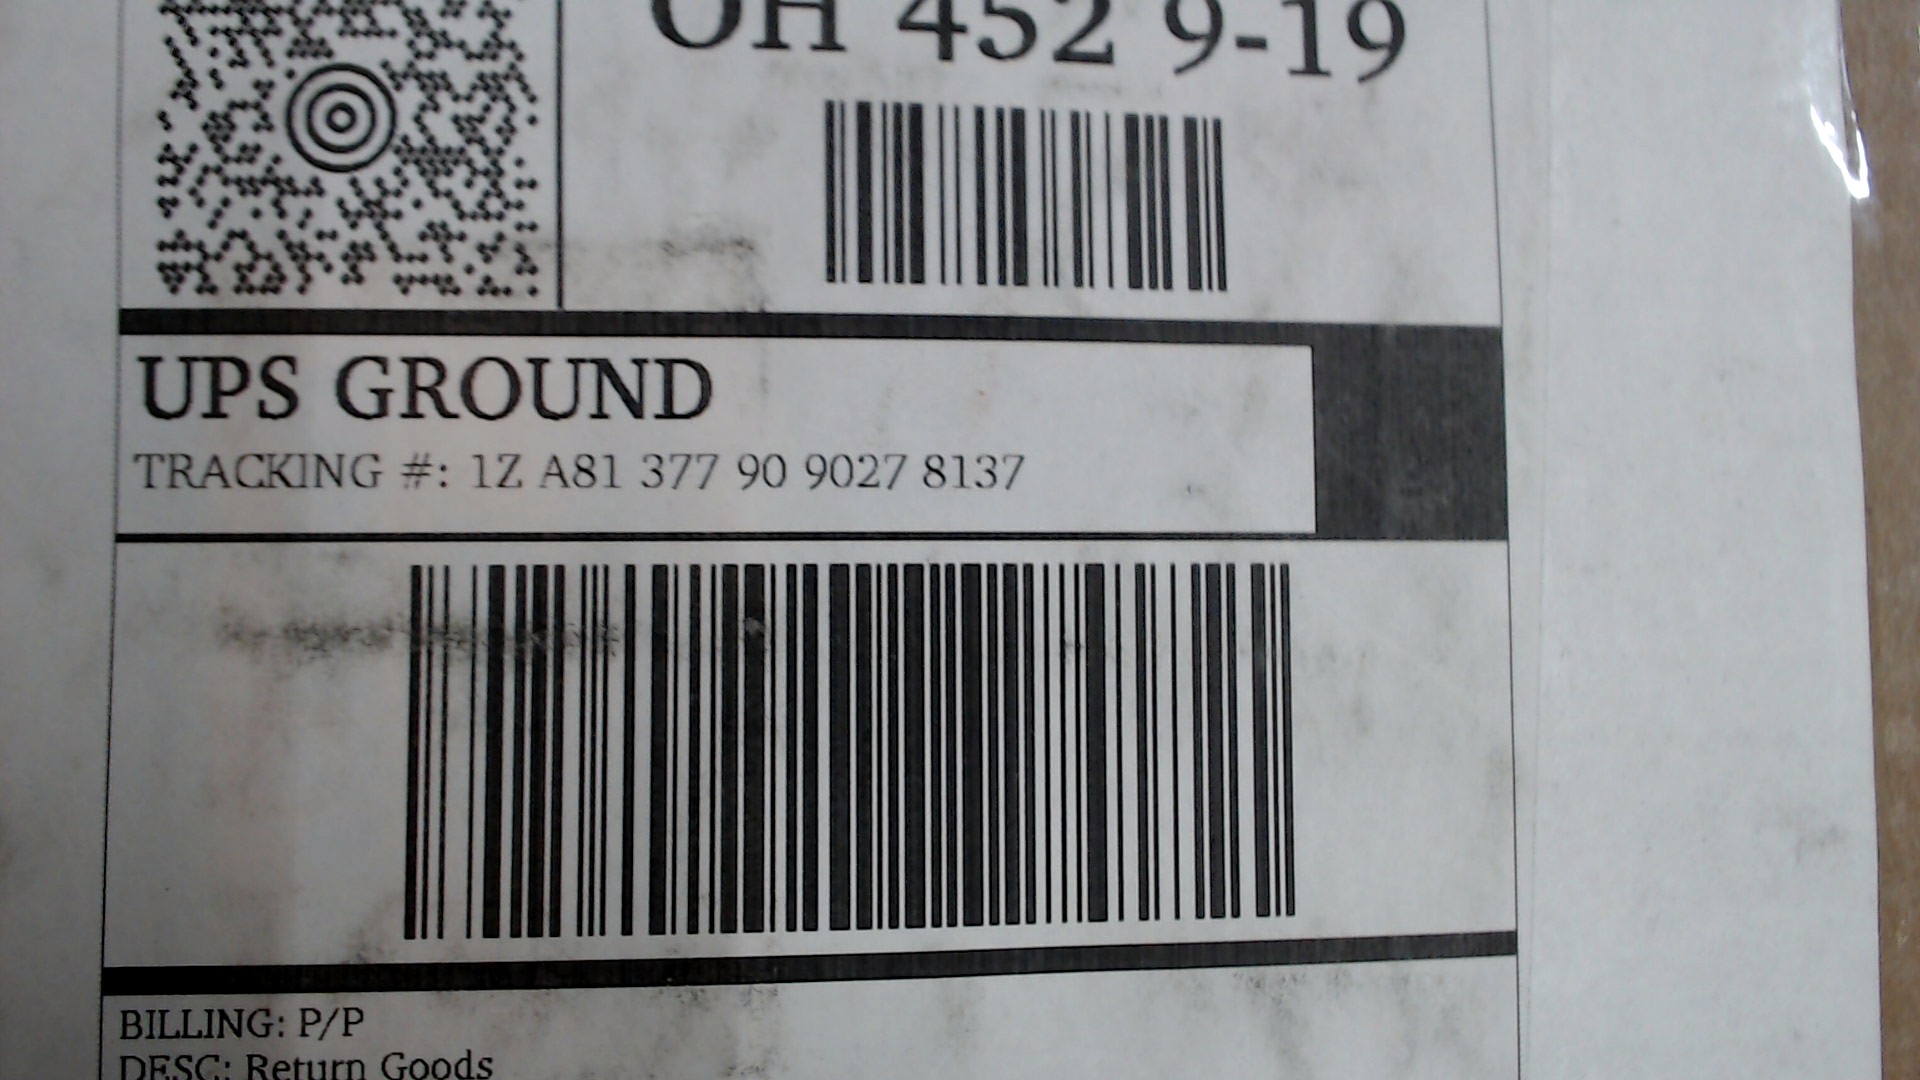 OH 452 9-19
UPS GROUND
TRACKING #: 1Z A81 377 90 9027 8137
BILLING: P/P
DESC: Return Goods